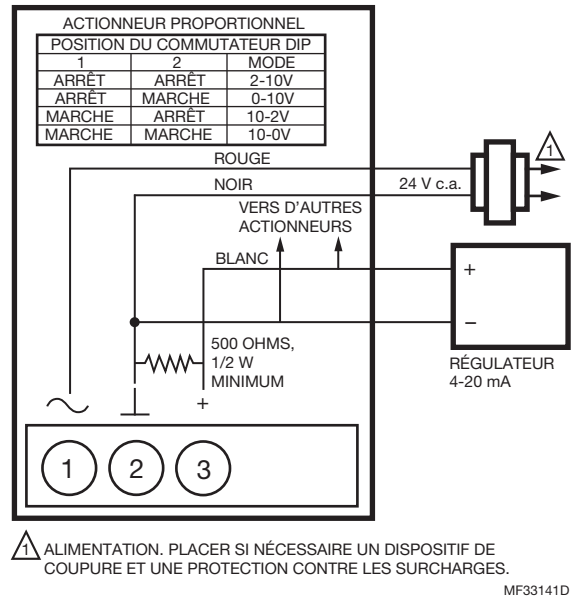 ACTIONNEUR PROPORTIONNEL
POSITION DU COMMUTATEUR DIP
1 2 MODE
ARRÊT ARRÊT 2-10V
ARRÊT MARCHE 0-10V
MARCHE ARRÊT 10-2V
MARCHE MARCHE 10-0V
ROUGE
1
NOIR
24 V c.a.
VERS D'AUTRES
ACTIONNEURS
BLANC
+
–
500 OHMS,
1/2 W
MINIMUM
+
RÉGULATEUR
4-20 mA
1 2 3
1 ALIMENTATION. PLACER SI NÉCESSAIRE UN DISPOSITIF DE
COUPURE ET UNE PROTECTION CONTRE LES SURCHARGES.
MF33141D